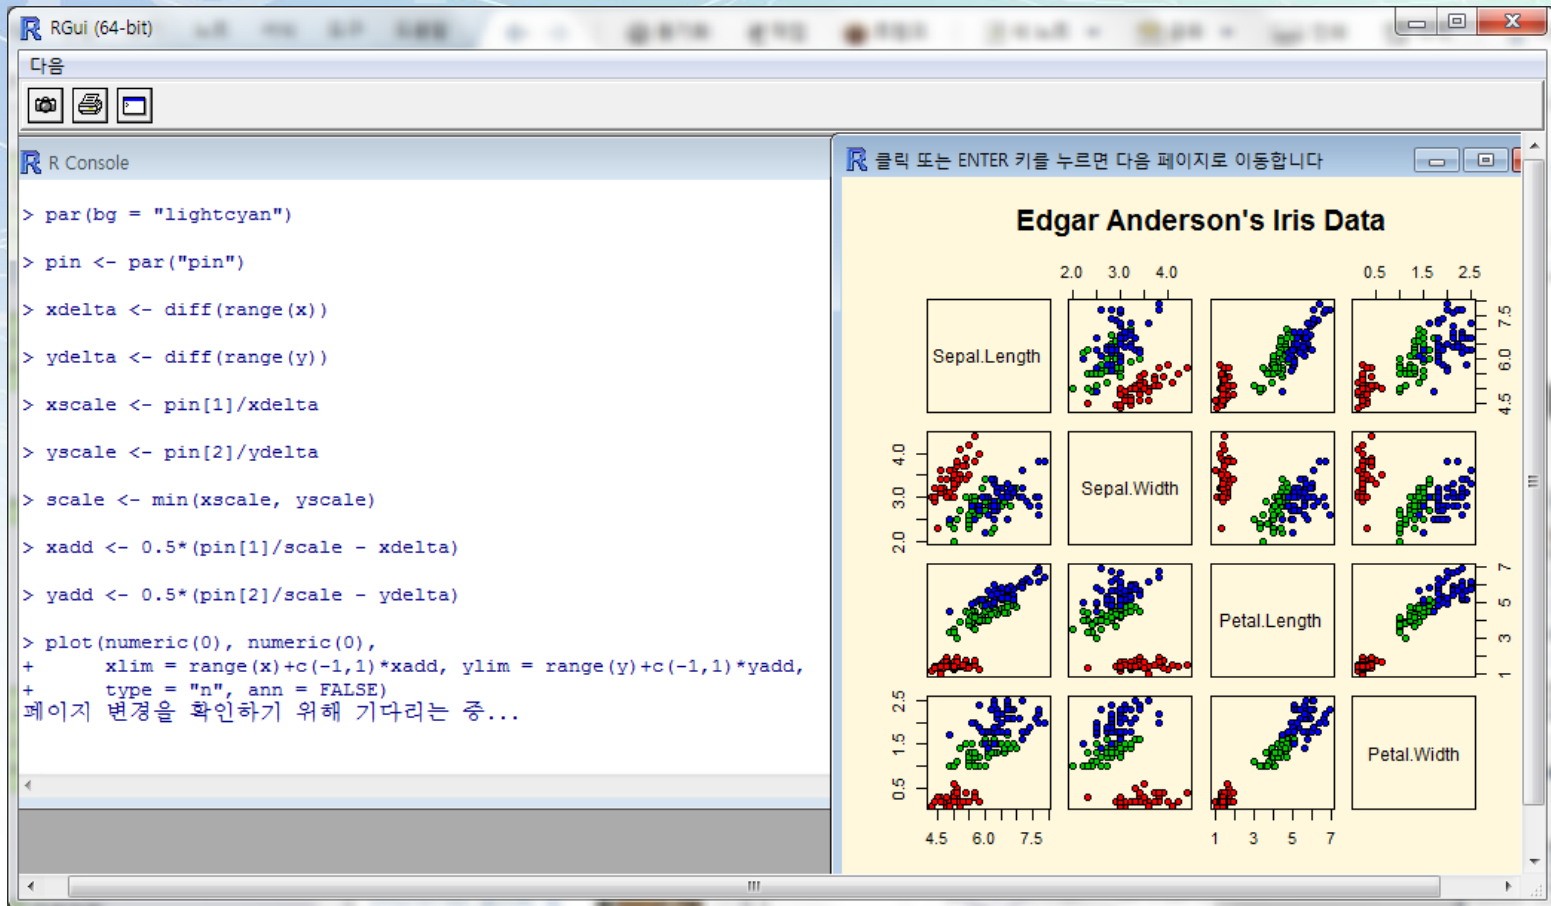 RGui (64-bit)
다음
R Console
> par(bg = "lightcyan")
> pin <- par("pin")
> xdelta <- diff(range(x))
> ydelta <- diff(range(y))
> xscale <- pin[1]/xdelta
> yscale <- pin[2]/ydelta
> scale <- min(xscale, yscale)
> xadd <- 0.5*(pin[1]/scale - xdelta)
> yadd <- 0.5*(pin[2]/scale - ydelta)
> plot(numeric(0), numeric(0),
+      xlim = range(x)+c(-1,1)*xadd, ylim = range(y)+c(-1,1)*yadd,
+      type = "n", ann = FALSE)
페이지 변경을 확인하기 위해 기다리는 중...
클릭 또는 ENTER 키를 누르면 다음 페이지로 이동합니다
Edgar Anderson's Iris Data
2.0 3.0 4.0
0.5 1.5 2.5
Sepal.Length
4.5 6.0 7.5
2.0 3.0 4.0
Sepal.Width
Petal.Length
1 3 5 7
0.5 1.5 2.5
Petal.Width
4.5 6.0 7.5
1 3 5 7